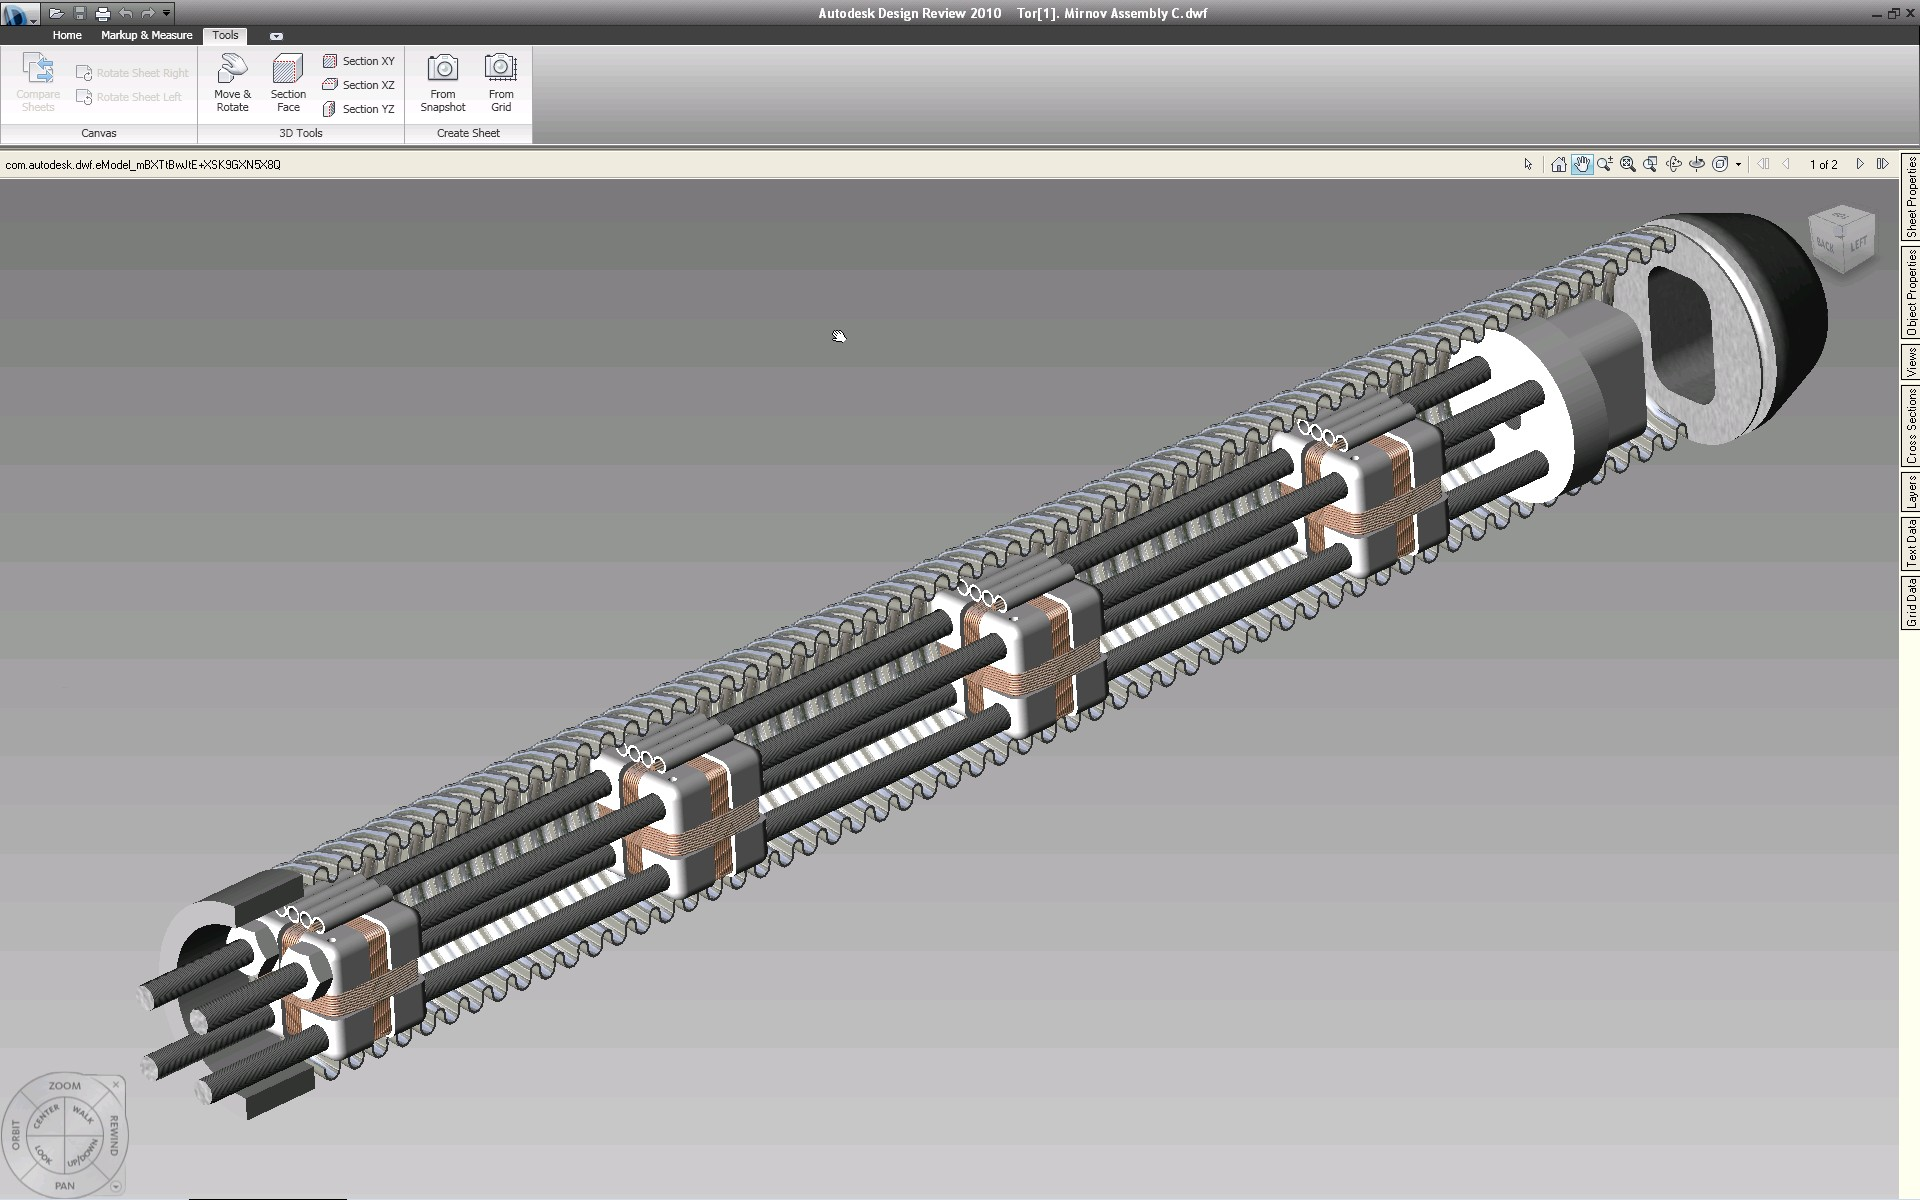 Autodesk Design Review 2010 Tor[1]. Mirnov Assembly C.dwf
Home Markup & Measure Tools
Compare Sheets
Rotate Sheet Right
Rotate Sheet Left
Canvas
Move & Rotate
Section Face
Section XY
Section XZ
Section YZ
3D Tools
From Snapshot
From Grid
Create Sheet
com.autodesk.dwf.eModel_mBXTtBwJtE+XSK9GXN5X8Q
1 of 2
Sheet Properties
Object Properties
Views
Cross Sections
Layers
Text Data
Grid Data
TOP
BACK
LEFT
ZOOM
ORBIT
CENTER
WALK
REWIND
LOOK
UP/DOWN
PAN